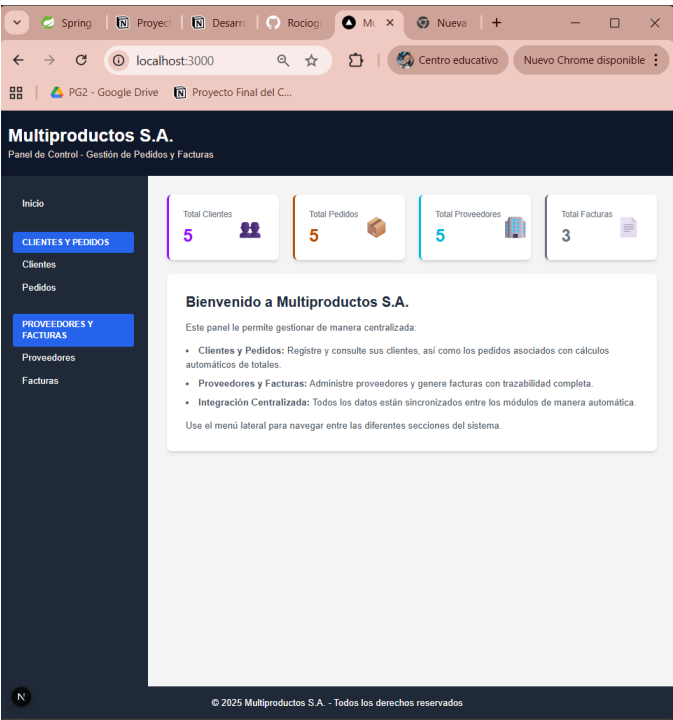 Spring
Proyect
Desarro
Rociog
Mu
Nueva
localhost:3000
Centro educativo
Nuevo Chrome disponible
PG2 - Google Drive
Proyecto Final del C...
Multiproductos S.A.
Panel de Control - Gestión de Pedidos y Facturas
Inicio
CLIENTES Y PEDIDOS
Clientes
Pedidos
PROVEEDORES Y
FACTURAS
Proveedores
Facturas
Total Clientes
5
Total Pedidos
5
Total Proveedores
5
Total Facturas
3
Bienvenido a Multiproductos S.A.
Este panel le permite gestionar de manera centralizada:
• Clientes y Pedidos: Registre y consulte sus clientes, así como los pedidos asociados con cálculos
automáticos de totales.
• Proveedores y Facturas: Administre proveedores y genere facturas con trazabilidad completa.
• Integración Centralizada: Todos los datos están sincronizados entre los módulos de manera automática.
Use el menú lateral para navegar entre las diferentes secciones del sistema.
N
© 2025 Multiproductos S.A. - Todos los derechos reservados